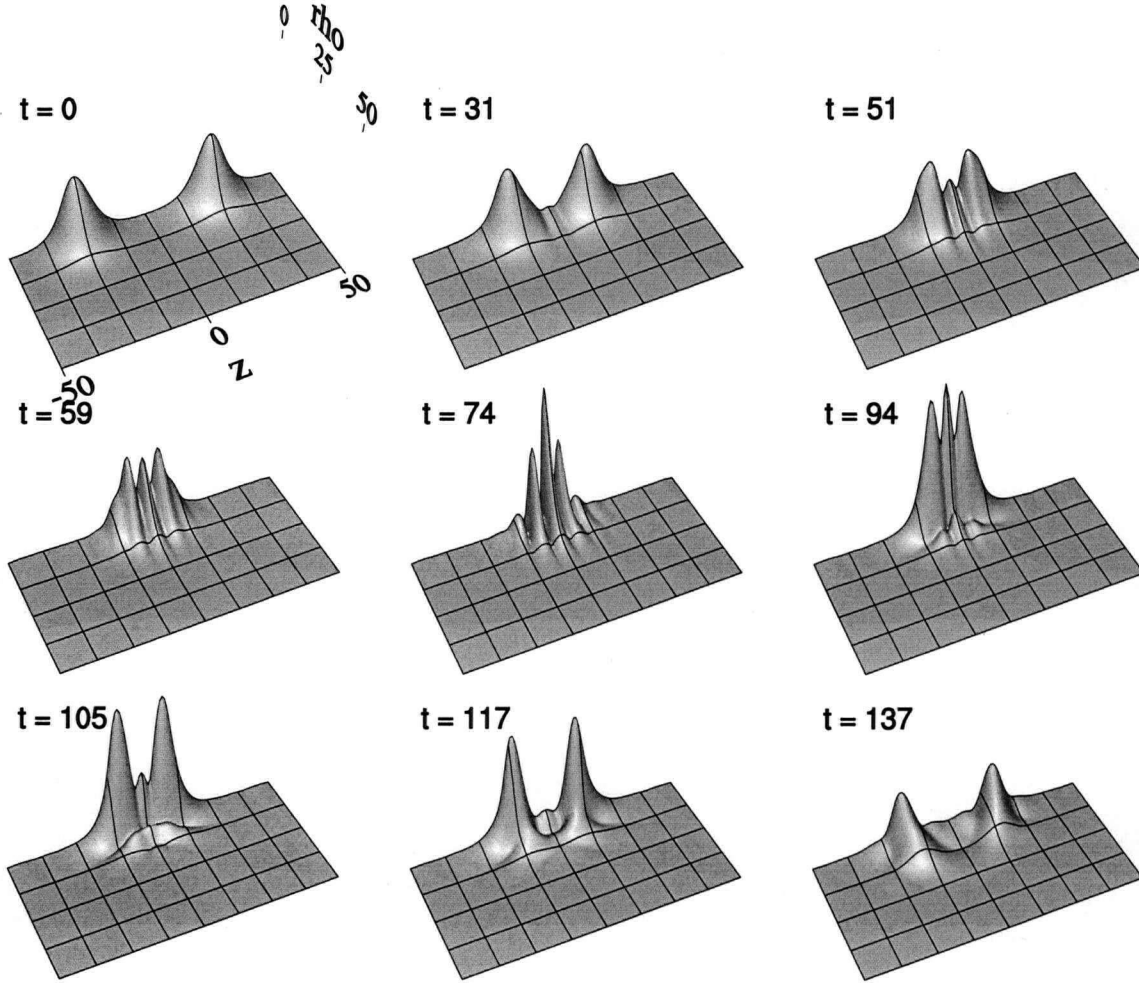 0 rho
25
50
t = 0
t = 31
t = 51
50
0
z
-50
t = 59
t = 74
t = 94
t = 105
t = 117
t = 137